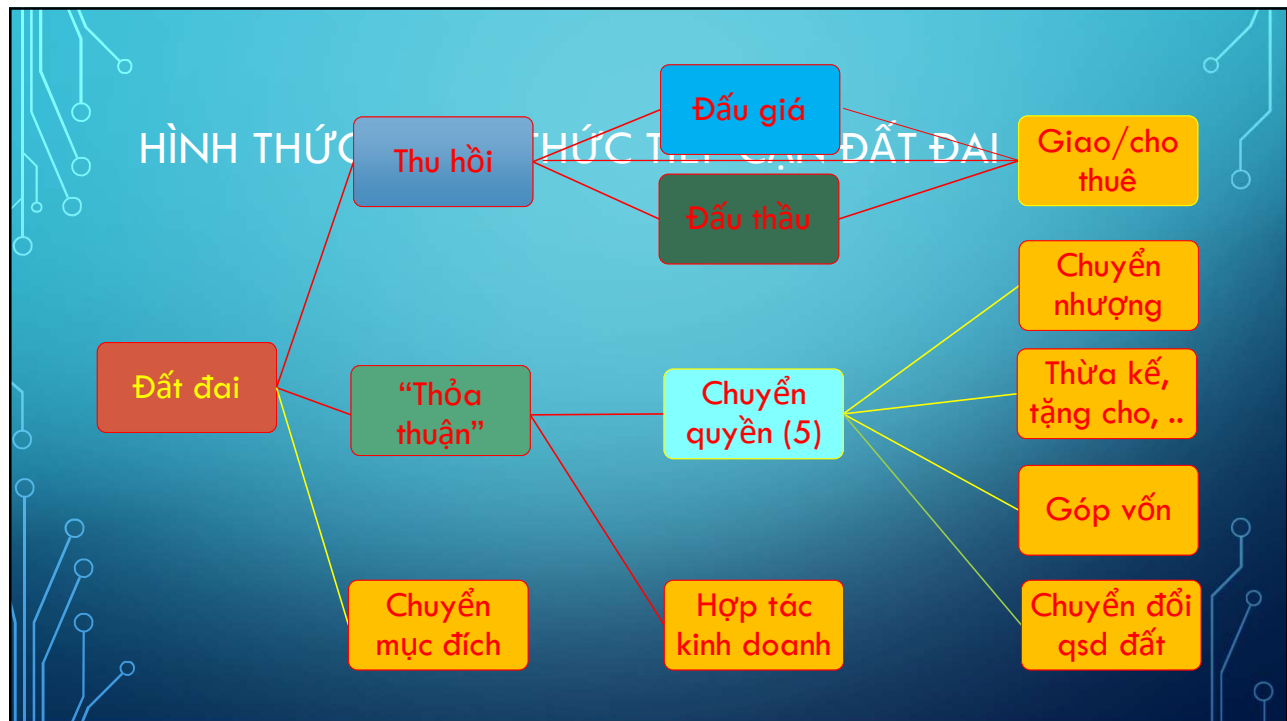 HÌNH THỨC THỨC TIẾP CẬN ĐẤT ĐAI
Thu hồi
Đấu giá
Đấu thầu
Giao/cho
thuê
Đất đai
“Thỏa
thuận”
Chuyển
quyền (5)
Chuyển
nhượng
Thừa kế,
tặng cho, ..
Góp vốn
Chuyển
mục đích
Hợp tác
kinh doanh
Chuyển đổi
qsd đất